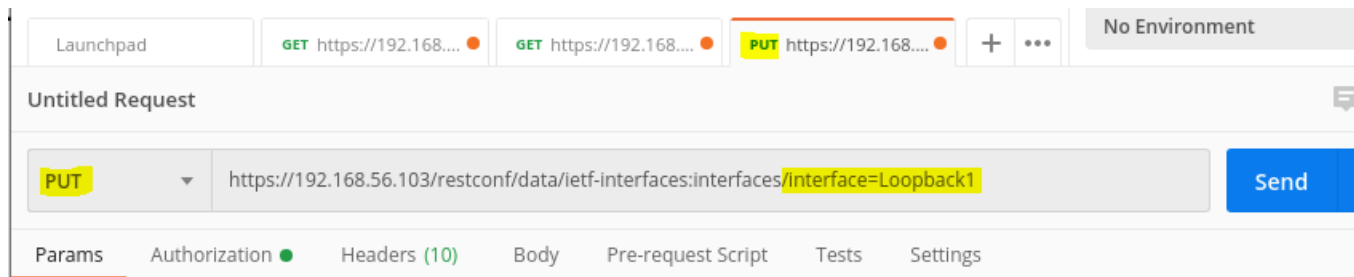 Launchpad GET https://192.168.... GET https://192.168.... PUT https://192.168.... + ••• No Environment
Untitled Request
PUT https://192.168.56.103/restconf/data/ietf-interfaces:interfaces/interface=Loopback1 Send
Params Authorization Headers (10) Body Pre-request Script Tests Settings